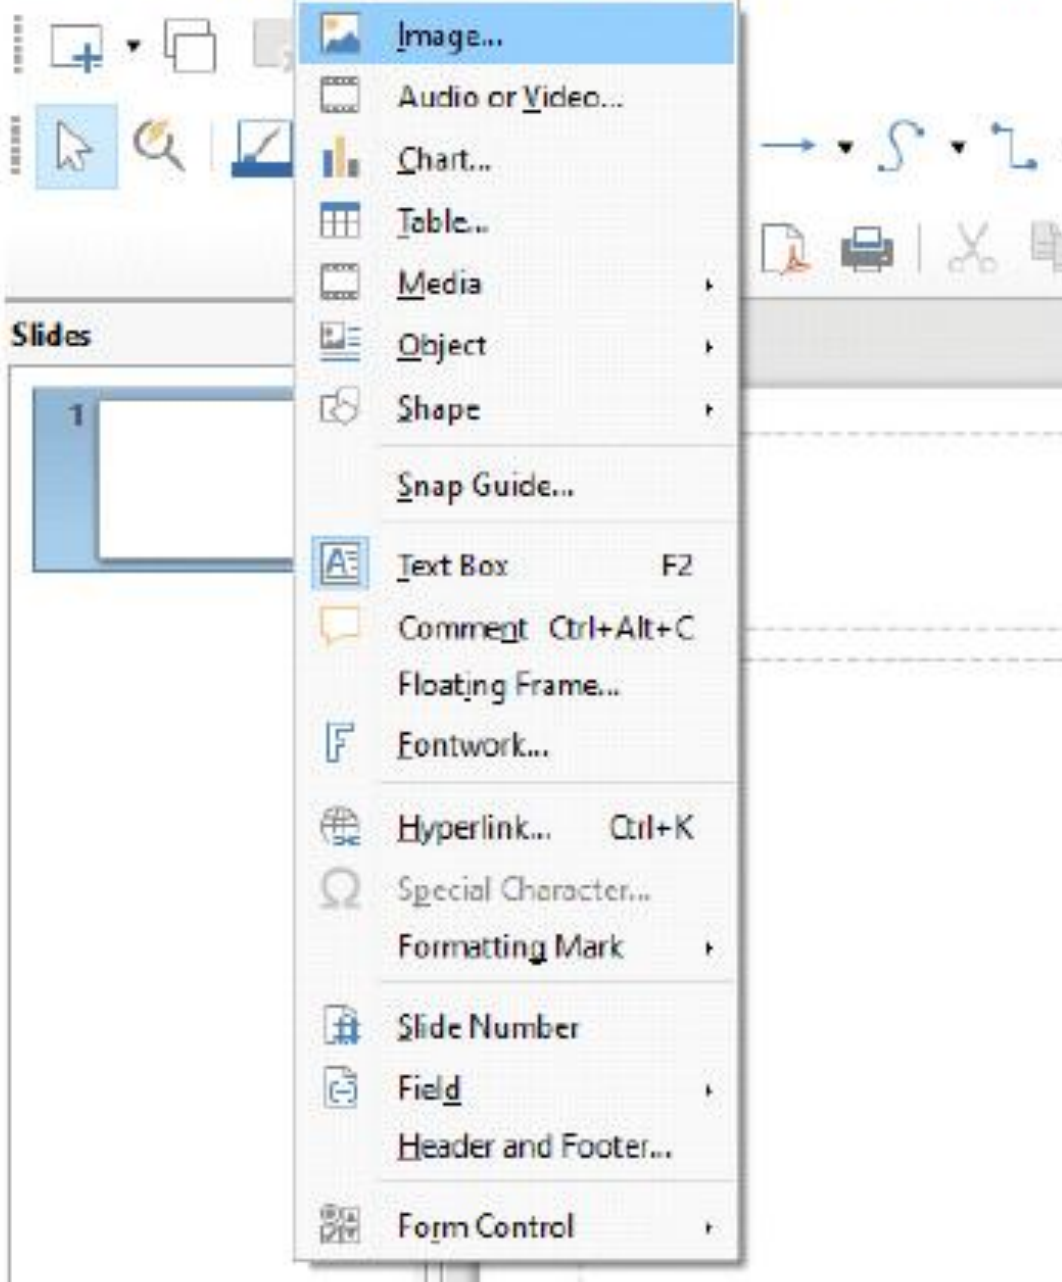 Image...
Audio or Video...
Chart...
Table...
Media
Object
Slides
1
Shape
Snap Guide...
Text Box F2
Comment Ctrl+Alt+C
Floating Frame...
Fontwork...
Hyperlink... Ctrl+K
Special Character...
Formatting Mark
Slide Number
Field
Header and Footer...
Form Control